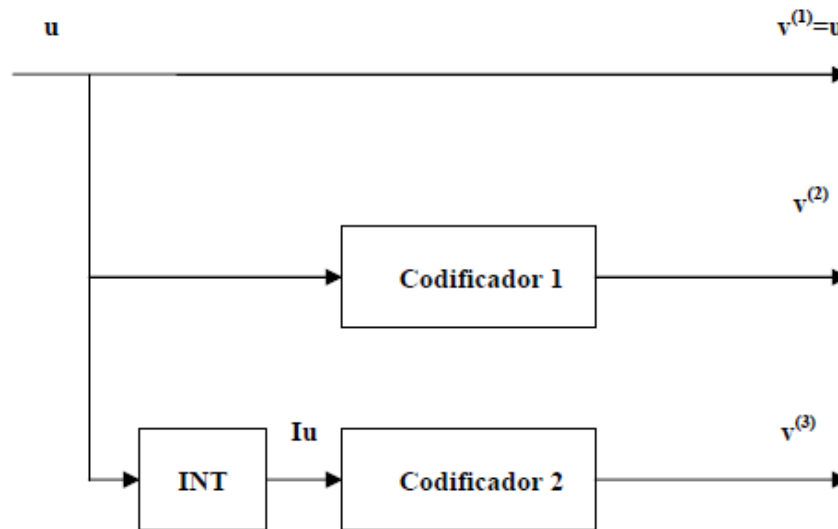 u
v⁽¹⁾=u
v⁽²⁾
Codificador 1
Iu
v⁽³⁾
INT
Codificador 2